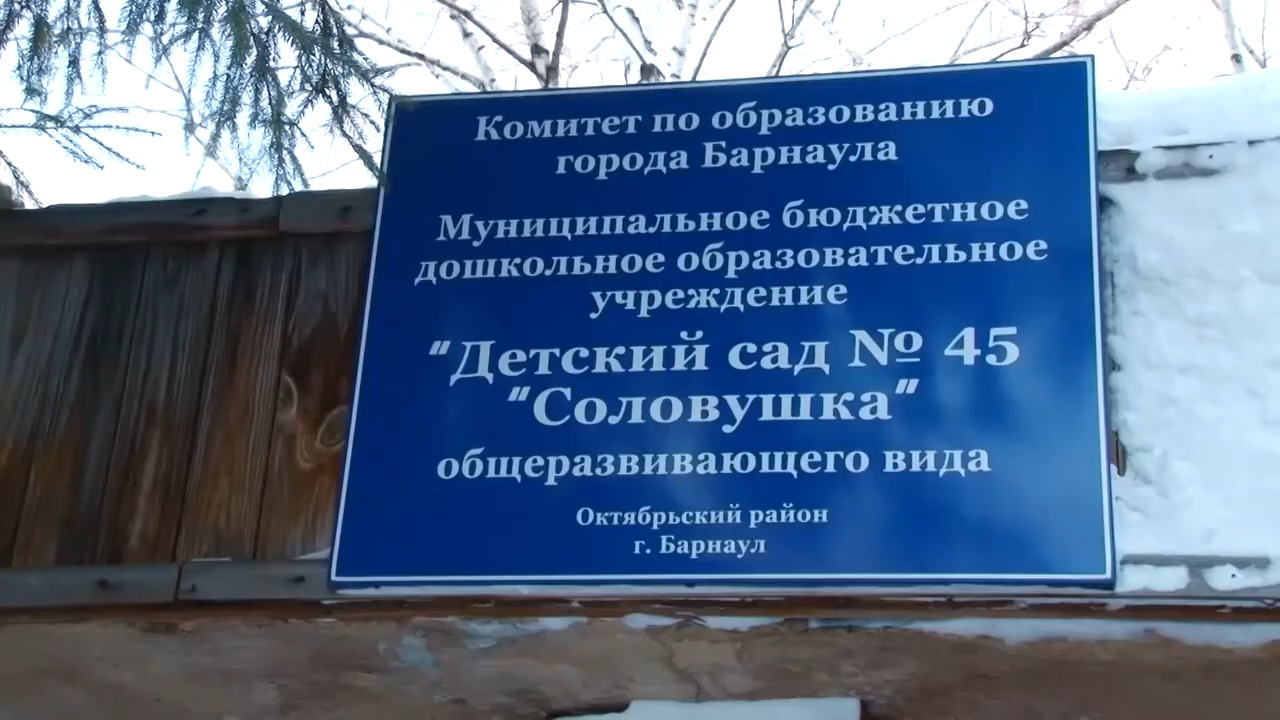 Комитет по образованию
города Барнаула
Муниципальное бюджетное
дошкольное образовательное
учреждение
"Детский сад № 45
"Соловушка"
общеразвивающего вида
Октябрьский район
г. Барнаул